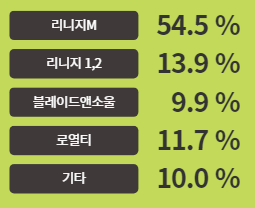 리니지M 54.5 %
리니지 1,2 13.9 %
블레이드앤소울 9.9 %
로열티 11.7 %
기타 10.0 %